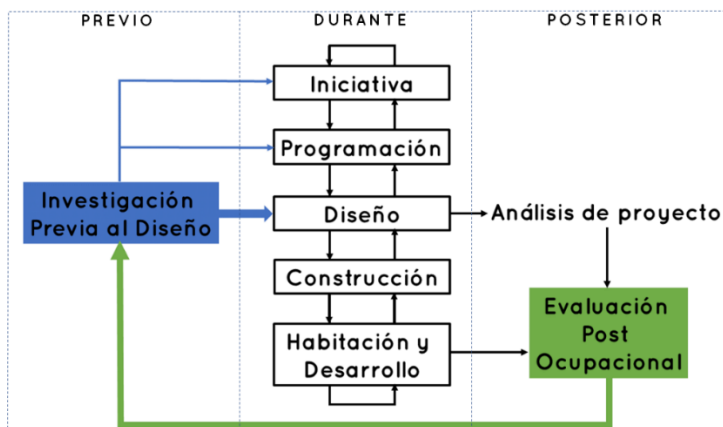 PREVIO
DURANTE
POSTERIOR
Iniciativa
Programación
Investigación
Previa al Diseño
Diseño
Análisis de proyecto
Construcción
Evaluación
Post
Ocupacional
Habitación y
Desarrollo